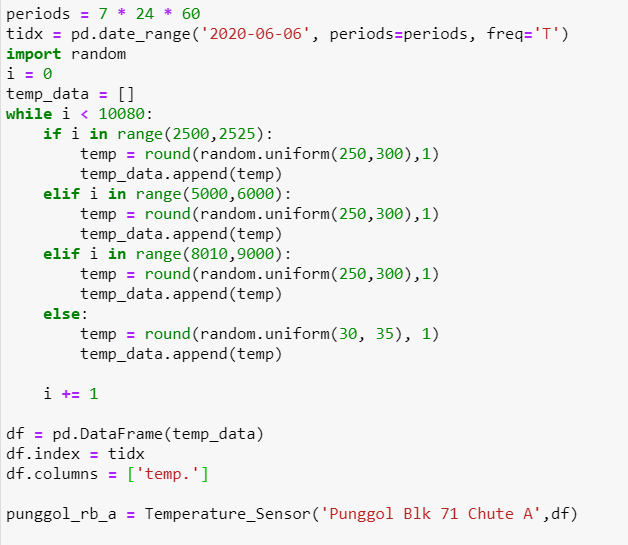 periods = 7 * 24 * 60
tidx = pd.date_range('2020-06-06', periods=periods, freq='T')
import random
i = 0
temp_data = []
while i < 10080:
    if i in range(2500,2525):
        temp = round(random.uniform(250,300),1)
        temp_data.append(temp)
    elif i in range(5000,6000):
        temp = round(random.uniform(250,300),1)
        temp_data.append(temp)
    elif i in range(8010,9000):
        temp = round(random.uniform(250,300),1)
        temp_data.append(temp)
    else:
        temp = round(random.uniform(30, 35), 1)
        temp_data.append(temp)

    i += 1

df = pd.DataFrame(temp_data)
df.index = tidx
df.columns = ['temp.']

punggol_rb_a = Temperature_Sensor('Punggol Blk 71 Chute A',df)